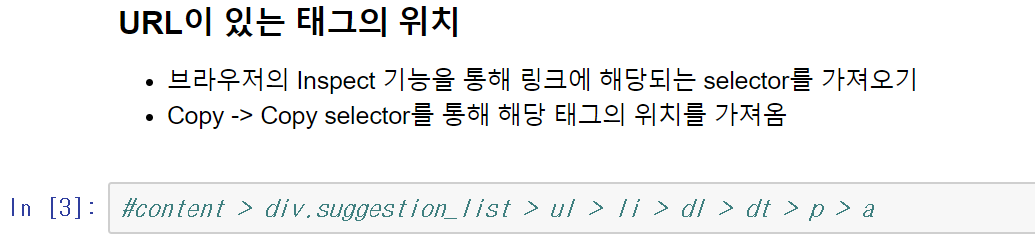 URL이 있는 태그의 위치
• 브라우저의 Inspect 기능을 통해 링크에 해당되는 selector를 가져오기
• Copy -> Copy selector를 통해 해당 태그의 위치를 가져옴
In [3]: #content > div.suggestion_list > ul > li > dl > dt > p > a